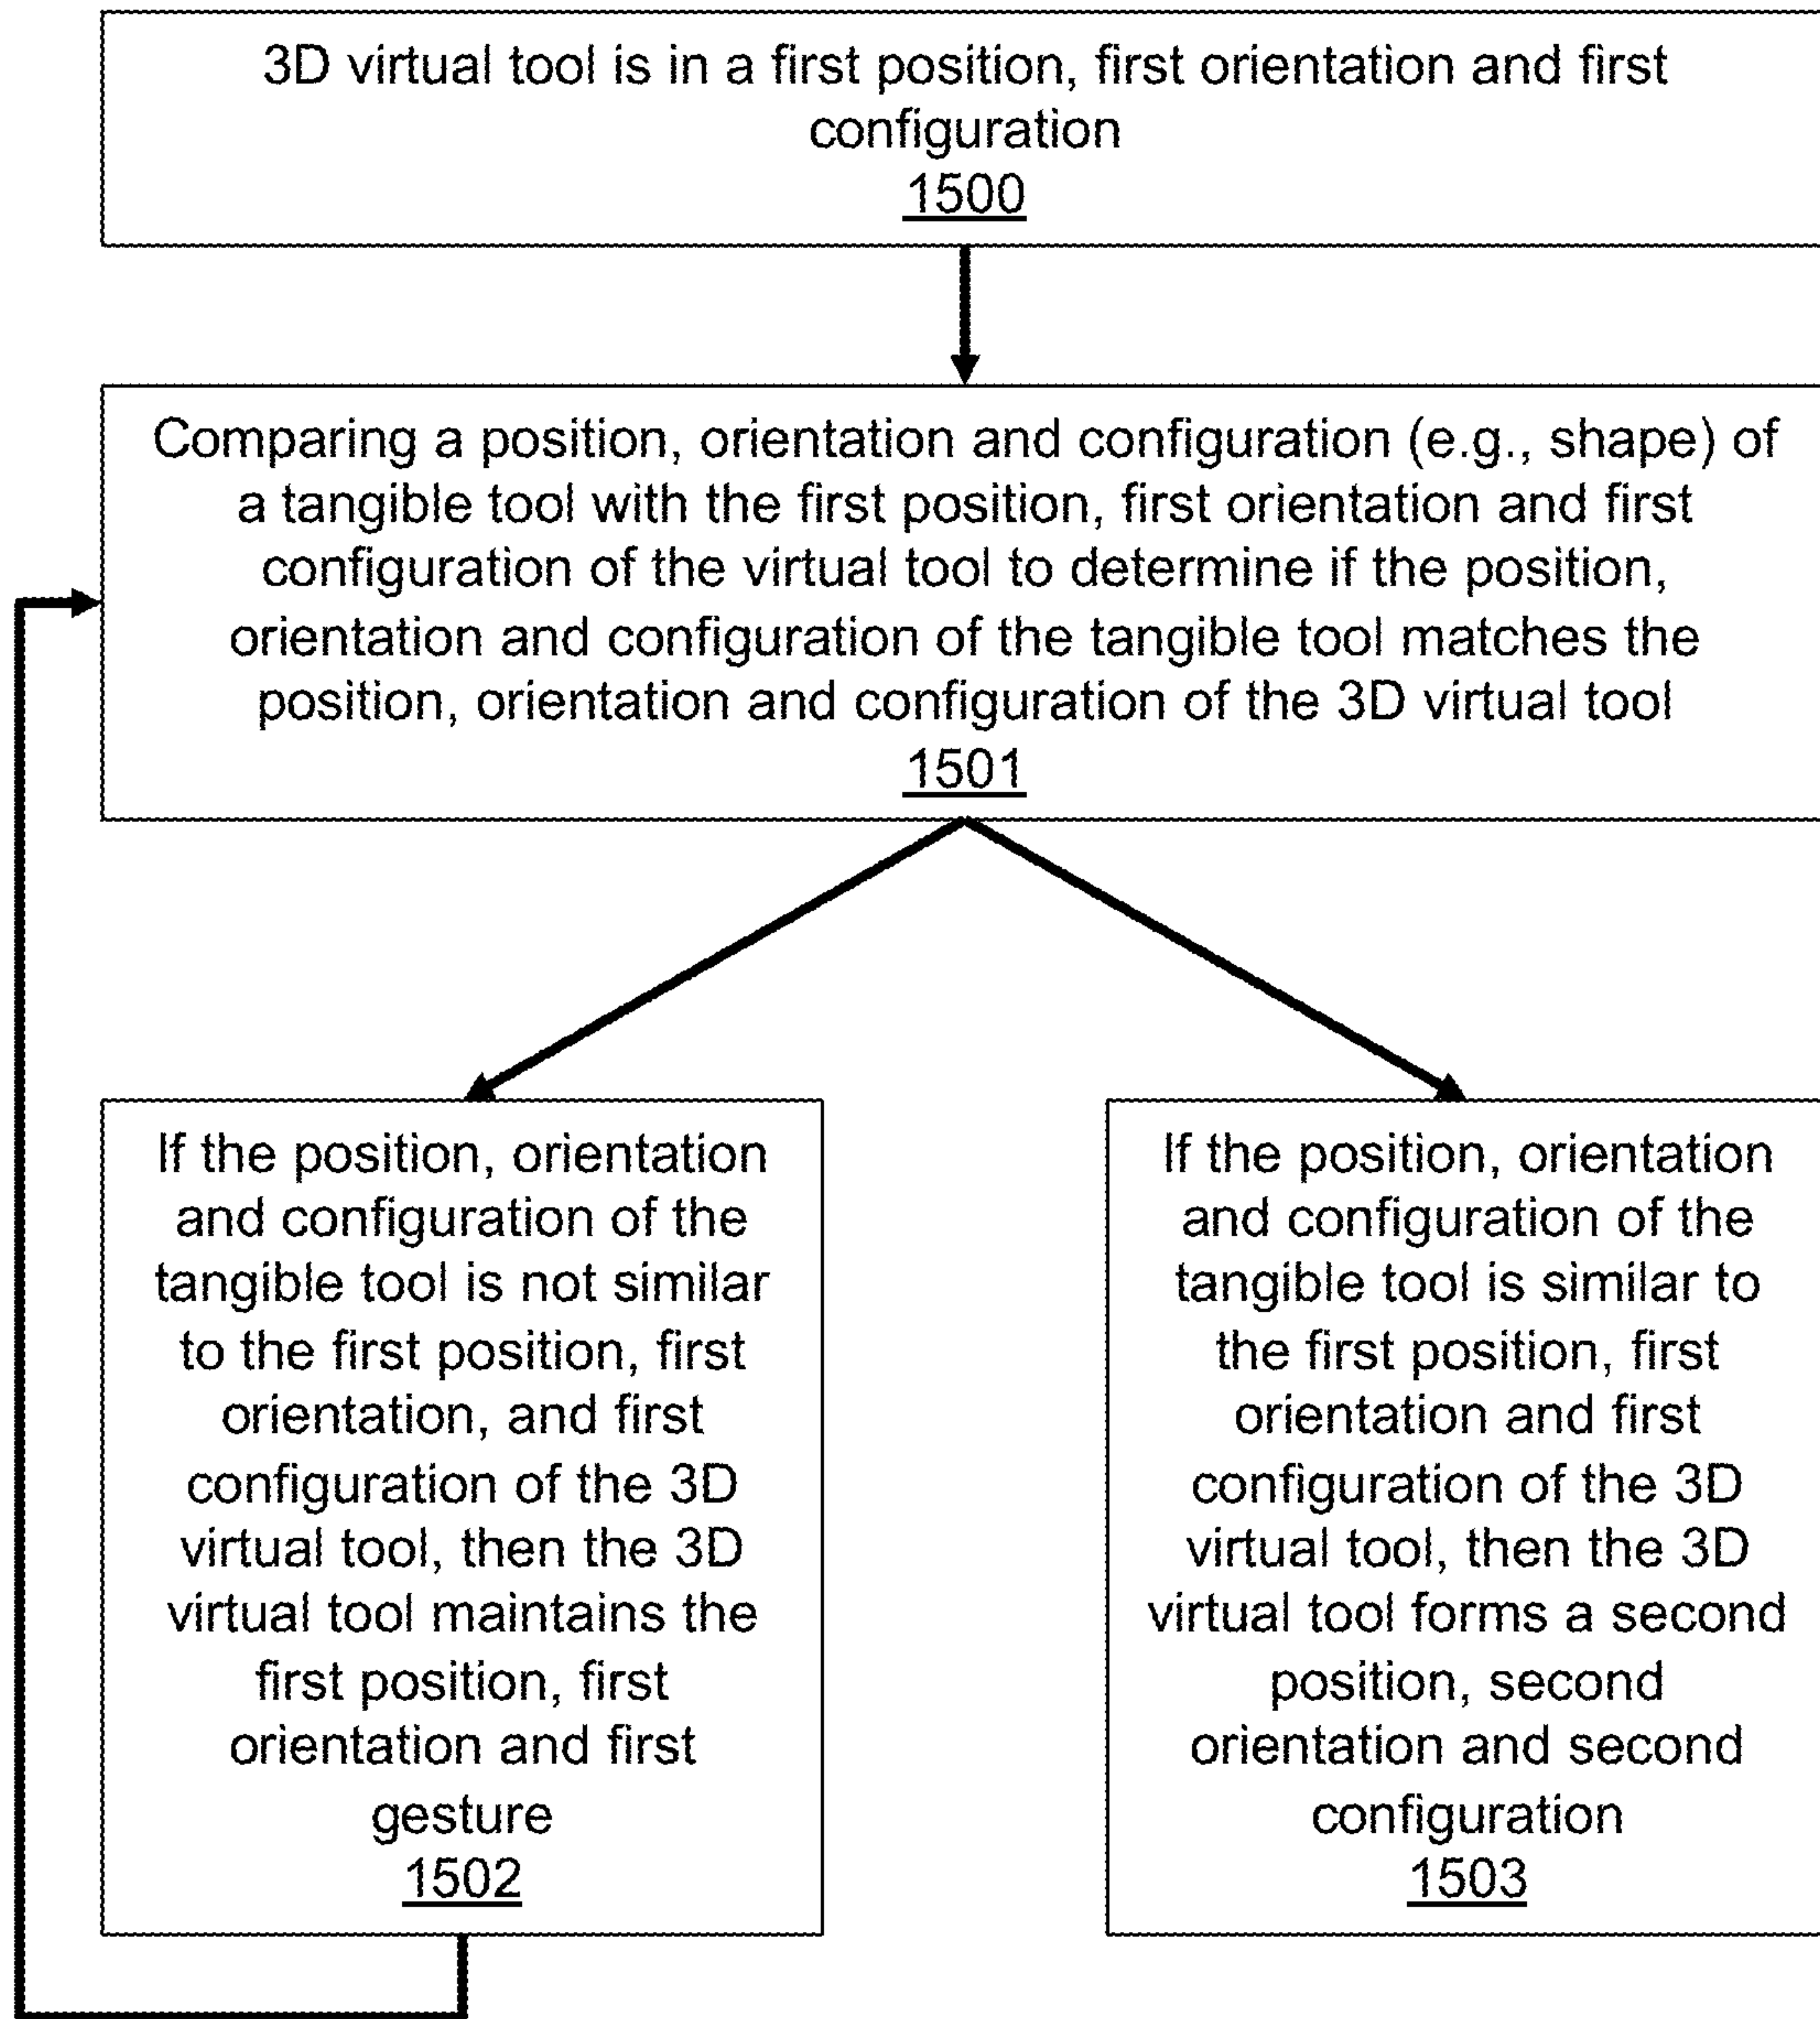 3D virtual tool is in a first position, first orientation and first
configuration
1500
Comparing a position, orientation and configuration (e.g., shape) of
a tangible tool with the first position, first orientation and first
configuration of the virtual tool to determine if the position,
orientation and configuration of the tangible tool matches the
position, orientation and configuration of the 3D virtual tool
1501
If the position, orientation
and configuration of the
tangible tool is not similar
to the first position, first
orientation, and first
configuration of the 3D
virtual tool, then the 3D
virtual tool maintains the
first position, first
orientation and first
gesture
1502
If the position, orientation
and configuration of the
tangible tool is similar to
the first position, first
orientation and first
configuration of the 3D
virtual tool, then the 3D
virtual tool forms a second
position, second
orientation and second
configuration
1503